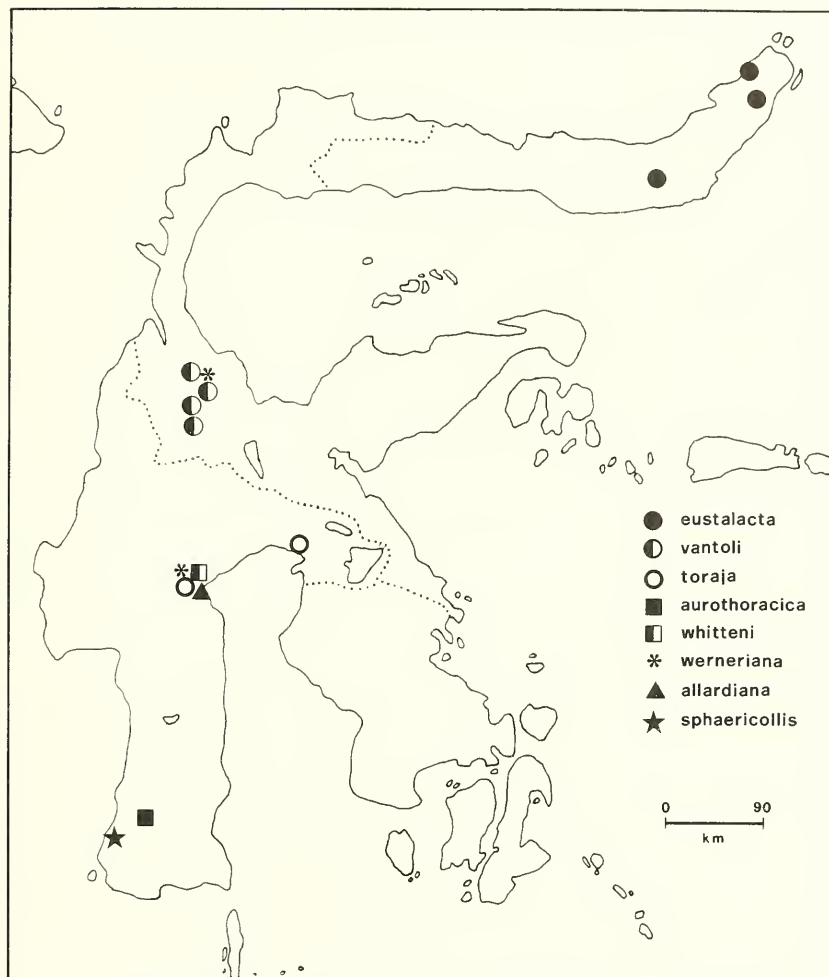 eustalacta
vantoli
toraja
aurothoracica
whitteni
werneriana
allardiana
sphaericollis
0 90
km